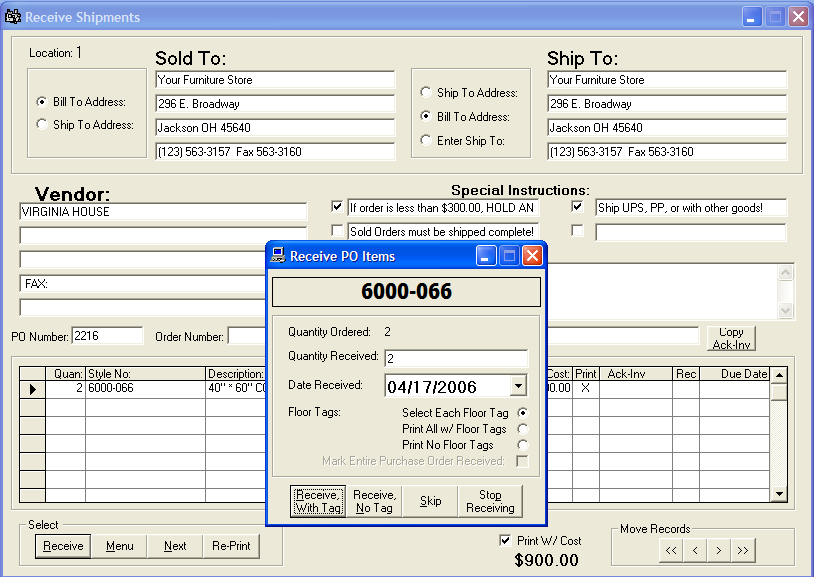 Receive Shipments
Location: 1
Sold To:
Ship To:
Bill To Address:
Ship To Address:
Your Furniture Store
296 E. Broadway
Jackson OH 45640
(123) 563-3157 Fax 563-3160
Ship To Address:
Bill To Address:
Enter Ship To:
Your Furniture Store
296 E. Broadway
Jackson OH 45640
(123) 563-3157 Fax 563-3160
Vendor:
VIRGINIA HOUSE
FAX:
Special Instructions:
If order is less than $300.00, HOLD AN
Ship UPS, PP, or with other goods!
Sold Orders must be shipped complete!
PO Number: 2216
Order Number:
Copy
Ack-Inv
Quan: Style No: Description: Cost: Print Ack-Inv Rec Due Date
2 6000-066 40" * 60" 00.00 X
Receive PO Items
6000-066
Quantity Ordered: 2
Quantity Received: 2
Date Received: 04/17/2006
Floor Tags: Select Each Floor Tag
Print All w/ Floor Tags
Print No Floor Tags
Mark Entire Purchase Order Received:
Receive, With Tag
Receive, No Tag
Skip
Stop Receiving
Select
Receive Menu Next Re-Print
Print W/ Cost
$900.00
Move Records
<< < > >>